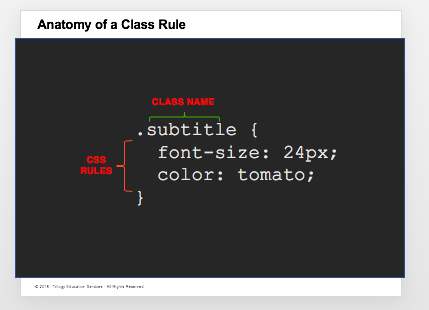 Anatomy of a Class Rule
CLASS NAME
.subtitle {
font-size: 24px;
CSS
RULES
color: tomato;
}
© 2018 | Trilogy Education Services - All Rights Reserved